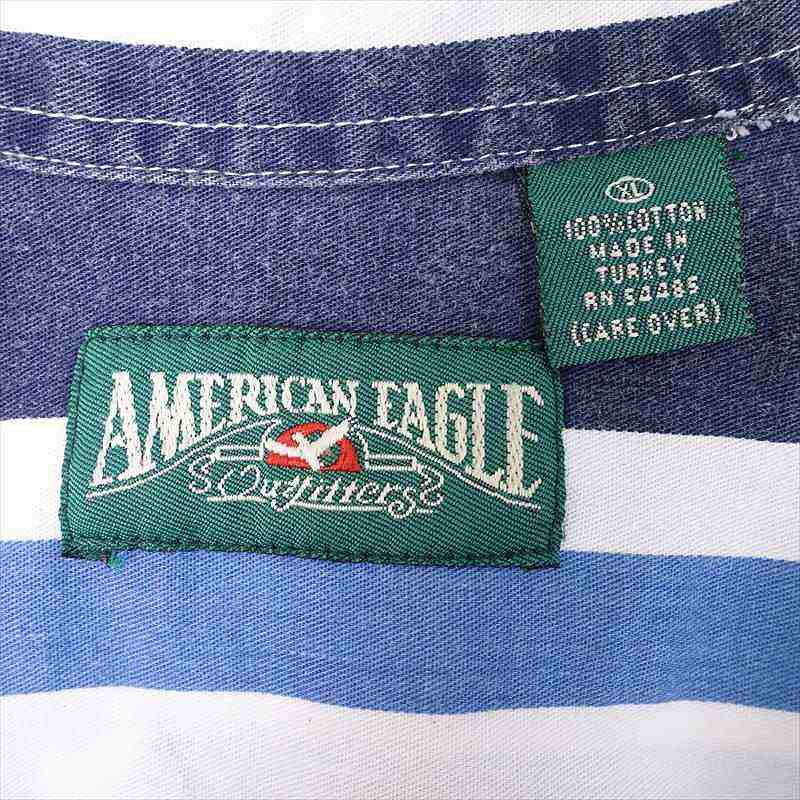 XL
100% COTTON
MADE IN
TURKEY
RN 54485
(CARE OVER)
AMERICAN EAGLE
Outfitters